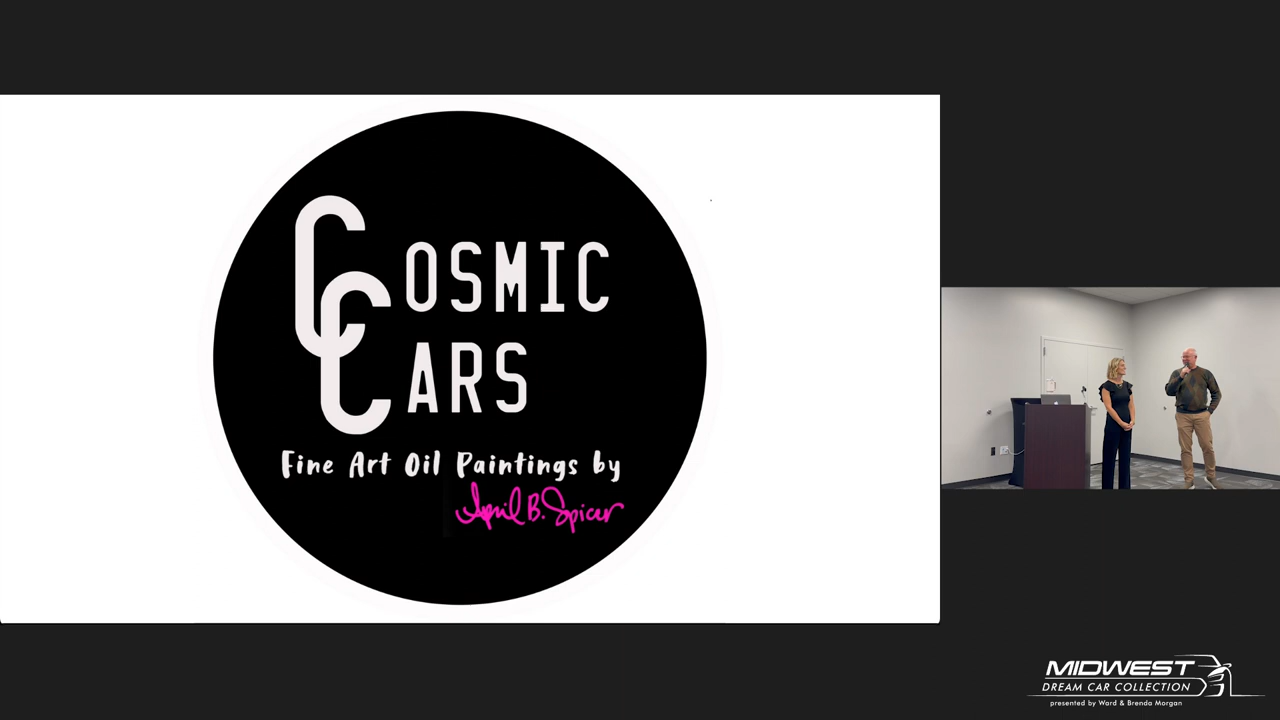 COSMIC
CARS
Fine Art Oil Paintings by
April B. Spicer
MIDWEST
DREAM CAR COLLECTION
presented by Ward & Brenda Morgan